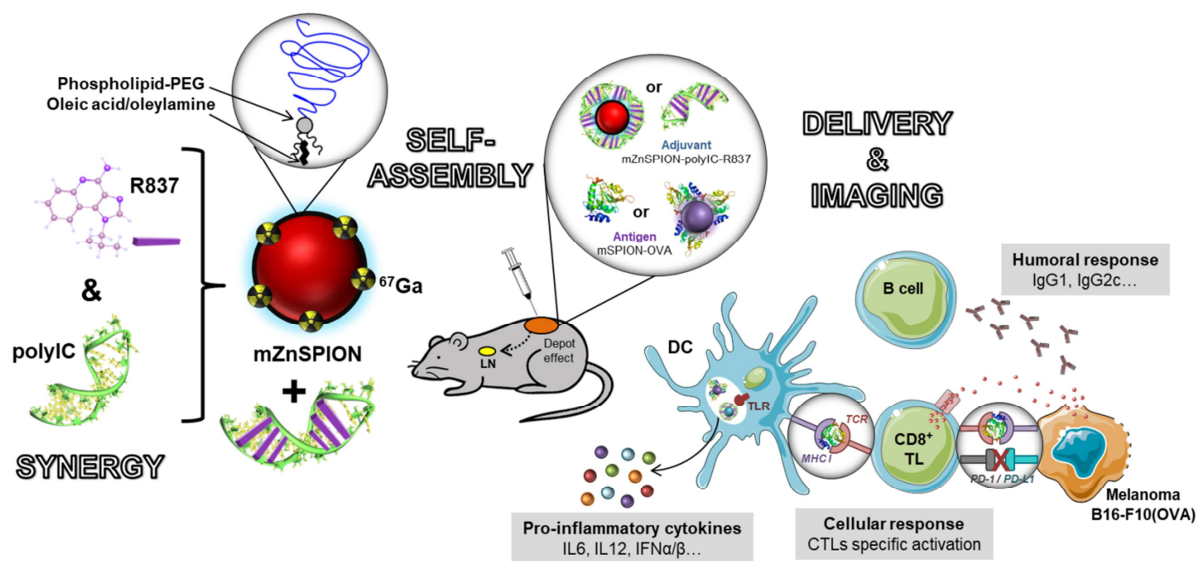 Phospholipid-PEG
Oleic acid/oleylamine
R837
&
polyIC
SYNERGY
SELF-
ASSEMBLY
⁶⁷Ga
mZnSPION
+
or
Adjuvant
mZnSPION-polyIC-R837
or
Antigen
mSPION-OVA
DELIVERY
&
IMAGING
Depot
effect
LN
DC
TLR
B cell
Humoral response
IgG1, IgG2c…
MHC I
TCR
CD8⁺
TL
PD-1 / PD-L1
Melanoma
B16-F10(OVA)
Pro-inflammatory cytokines
IL6, IL12, IFNα/β…
Cellular response
CTLs specific activation